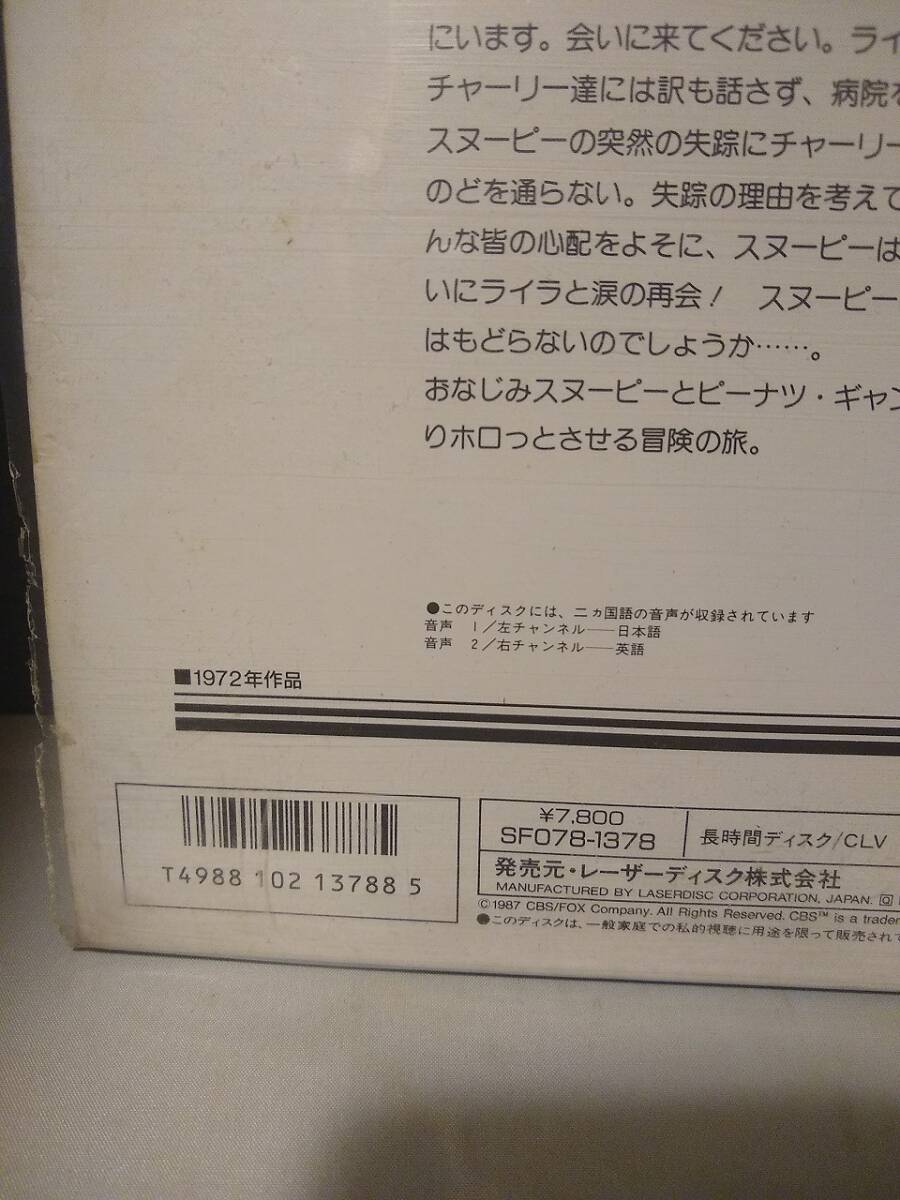 にいます。会いに来てください。ライ
チャーリー達には訳も話さず、病院を
スヌーピーの突然の失踪にチャーリー
のどを通らない。失踪の理由を考えて
んな皆の心配をよそに、スヌーピーは
いにライラと涙の再会！ スヌーピー
はもどらないのでしょうか……。
おなじみスヌーピーとピーナツ・ギャン
りホロっとさせる冒険の旅。
●このディスクには、二ヵ国語の音声が収録されています
音声 1／左チャンネル——日本語
音声 2／右チャンネル——英語
■1972年作品
T4988 102 13788 5
¥7,800
SF078-1378
長時間ディスク/CLV
発売元・レーザーディスク株式会社
MANUFACTURED BY LASERDISC CORPORATION, JAPAN.
©1987 CBS/FOX Company. All Rights Reserved. CBS™ is a trader
●このディスクは、一般家庭での私的視聴に用途を限って販売されて